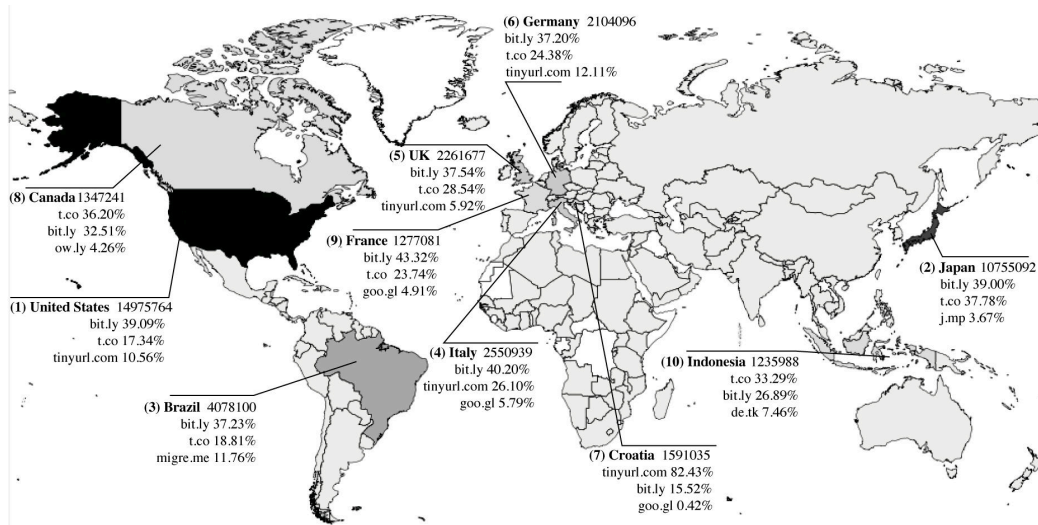 (6) Germany 2104096
bit.ly 37.20%
t.co 24.38%
tinyurl.com 12.11%
(5) UK 2261677
bit.ly 37.54%
t.co 28.54%
tinyurl.com 5.92%
(8) Canada 1347241
t.co 36.20%
bit.ly 32.51%
ow.ly 4.26%
(9) France 1277081
bit.ly 43.32%
t.co 23.74%
goo.gl 4.91%
(2) Japan 10755092
bit.ly 39.00%
t.co 37.78%
j.mp 3.67%
(1) United States 14975764
bit.ly 39.09%
t.co 17.34%
tinyurl.com 10.56%
(4) Italy 2550939
bit.ly 40.20%
tinyurl.com 26.10%
goo.gl 5.79%
(10) Indonesia 1235988
t.co 33.29%
bit.ly 26.89%
de.tk 7.46%
(3) Brazil 4078100
bit.ly 37.23%
t.co 18.81%
migre.me 11.76%
(7) Croatia 1591035
tinyurl.com 82.43%
bit.ly 15.52%
goo.gl 0.42%